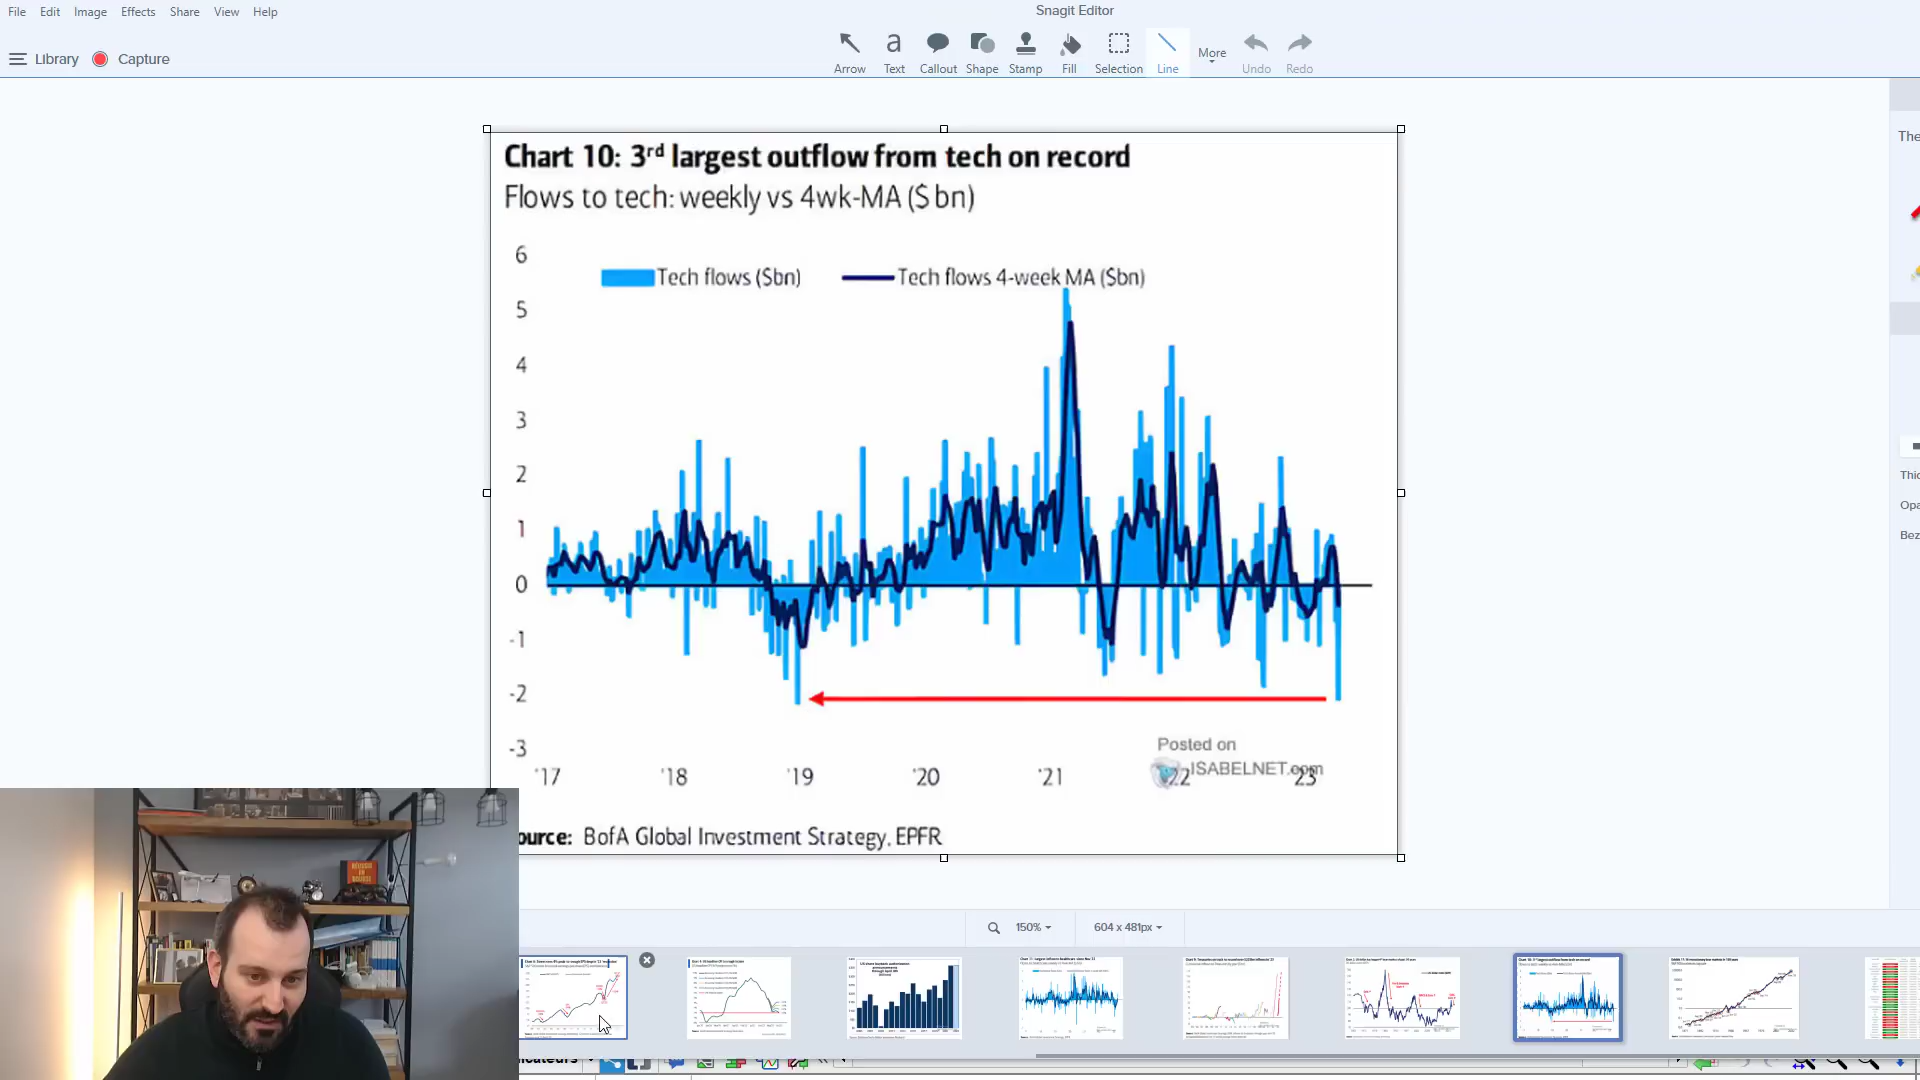 File Edit Image Effects Share View Help
Snagit Editor
Library Capture
Arrow Text Callout Shape Stamp Fill Selection Line More Undo Redo
The
Chart 10: 3rd largest outflow from tech on record
Flows to tech: weekly vs 4wk-MA ($ bn)
6
Tech flows ($bn) Tech flows 4-week MA ($bn)
5
4
3
2
1
0
-1
-2
-3
Thic
Opa
Bez
Posted on
ISABELNET.com
'17 '18 '19 '20 '21 22 23
ource: BofA Global Investment Strategy, EPFR
150% 604 x 481px
icateurs